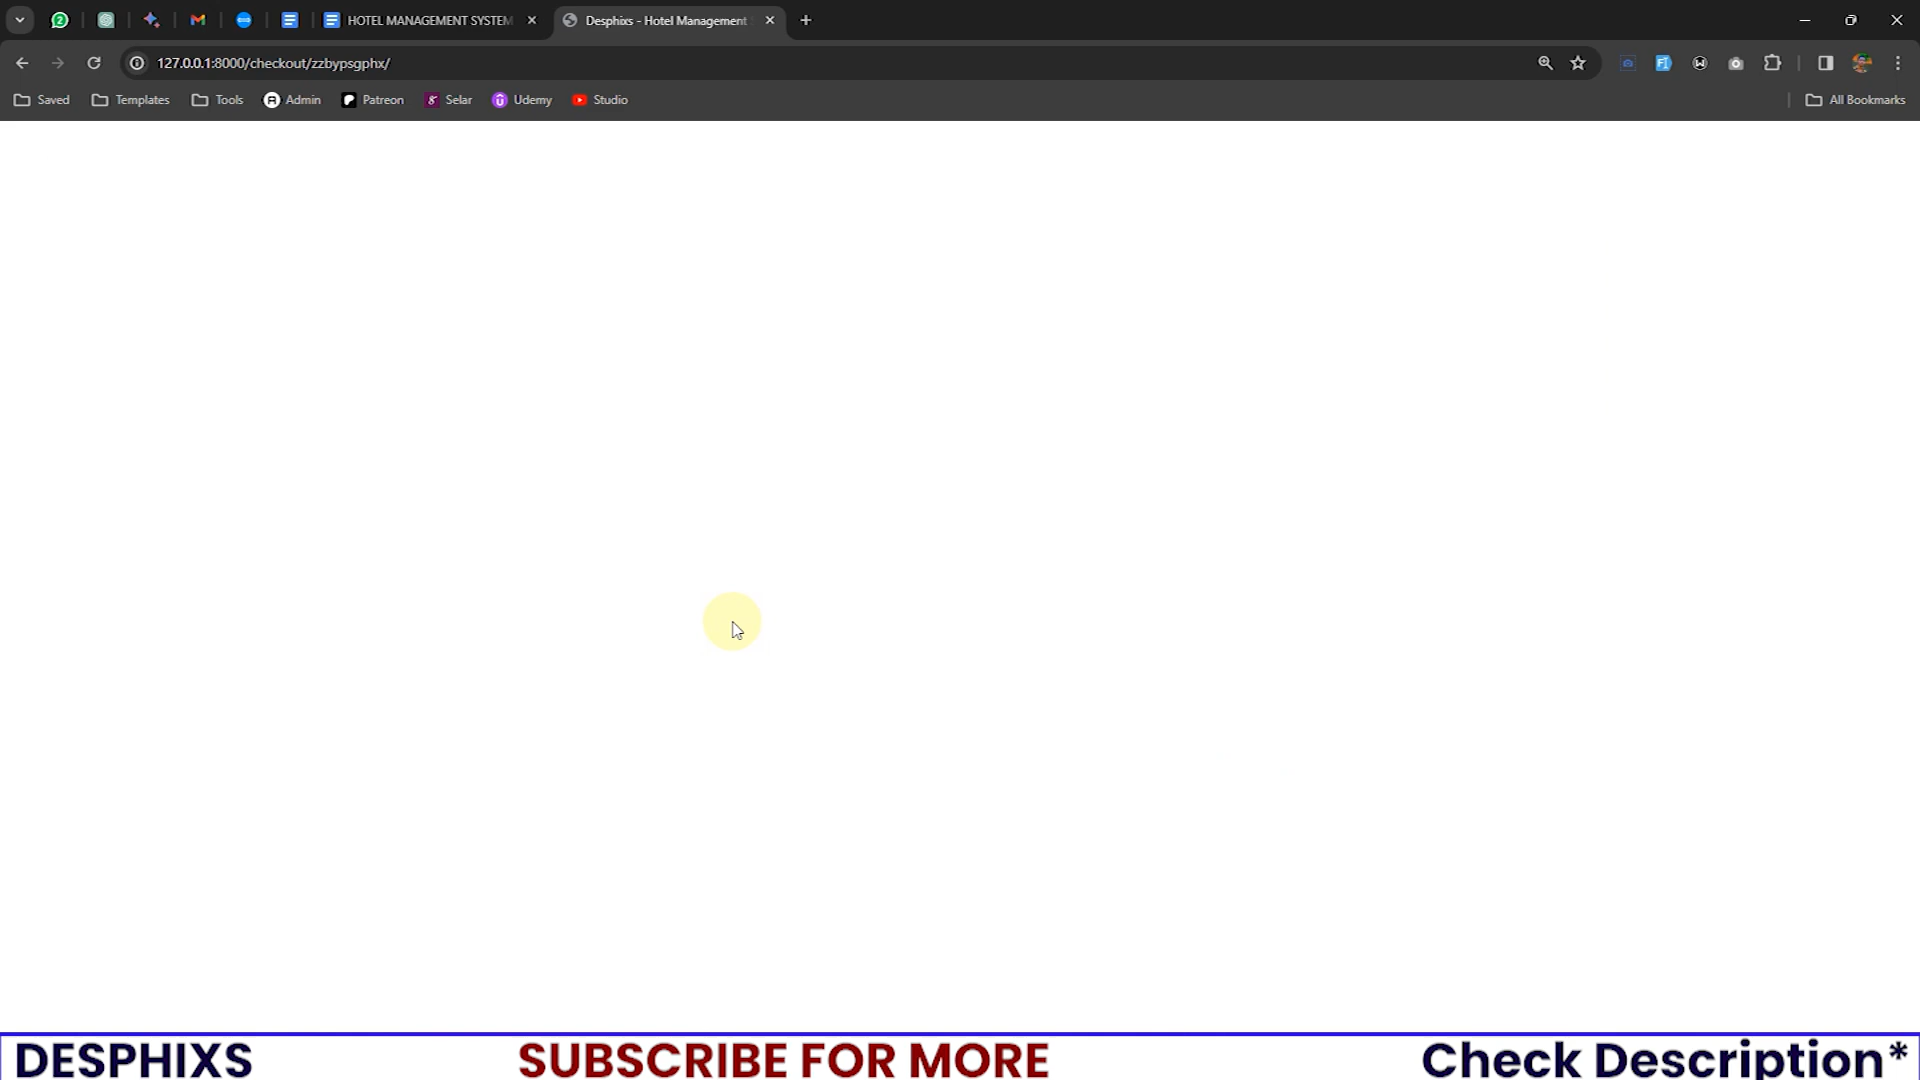 HOTEL MANAGEMENT SYSTEM
Desphixs - Hotel Management
127.0.0.1:8000/checkout/zzbypsgphx/
Saved
Templates
Tools
Admin
Patreon
Selar
Udemy
Studio
All Bookmarks
DESPHIXS
SUBSCRIBE FOR MORE
Check Description*